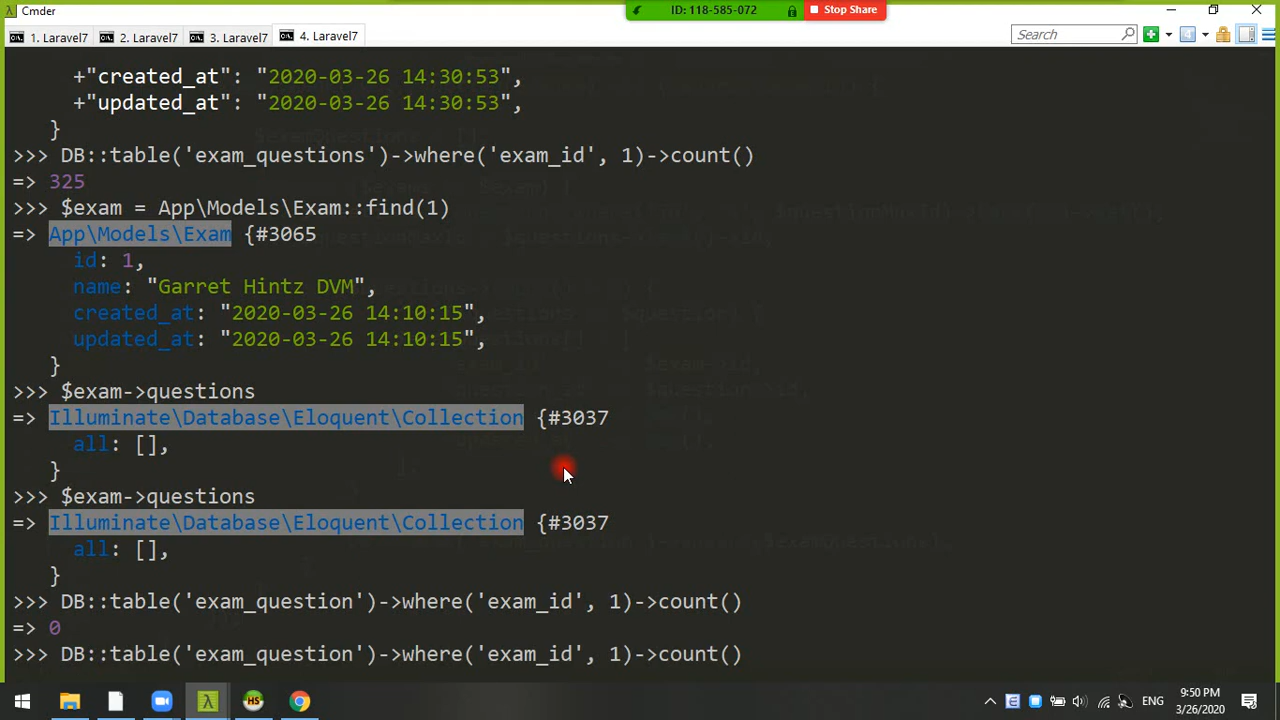 Cmder
ID: 118-585-072
Stop Share
1. Laravel7
2. Laravel7
3. Laravel7
4. Laravel7
Search
+"created_at": "2020-03-26 14:30:53",
+"updated_at": "2020-03-26 14:30:53",
}
>>> DB::table('exam_questions')->where('exam_id', 1)->count()
=> 325
>>> $exam = App\Models\Exam::find(1)
=> App\Models\Exam {#3065
id: 1,
name: "Garret Hintz DVM",
created_at: "2020-03-26 14:10:15",
updated_at: "2020-03-26 14:10:15",
}
>>> $exam->questions
=> Illuminate\Database\Eloquent\Collection {#3037
all: [],
}
>>> $exam->questions
=> Illuminate\Database\Eloquent\Collection {#3037
all: [],
}
>>> DB::table('exam_question')->where('exam_id', 1)->count()
=> 0
>>> DB::table('exam_question')->where('exam_id', 1)->count()
HS
ENG
9:50 PM
3/26/2020